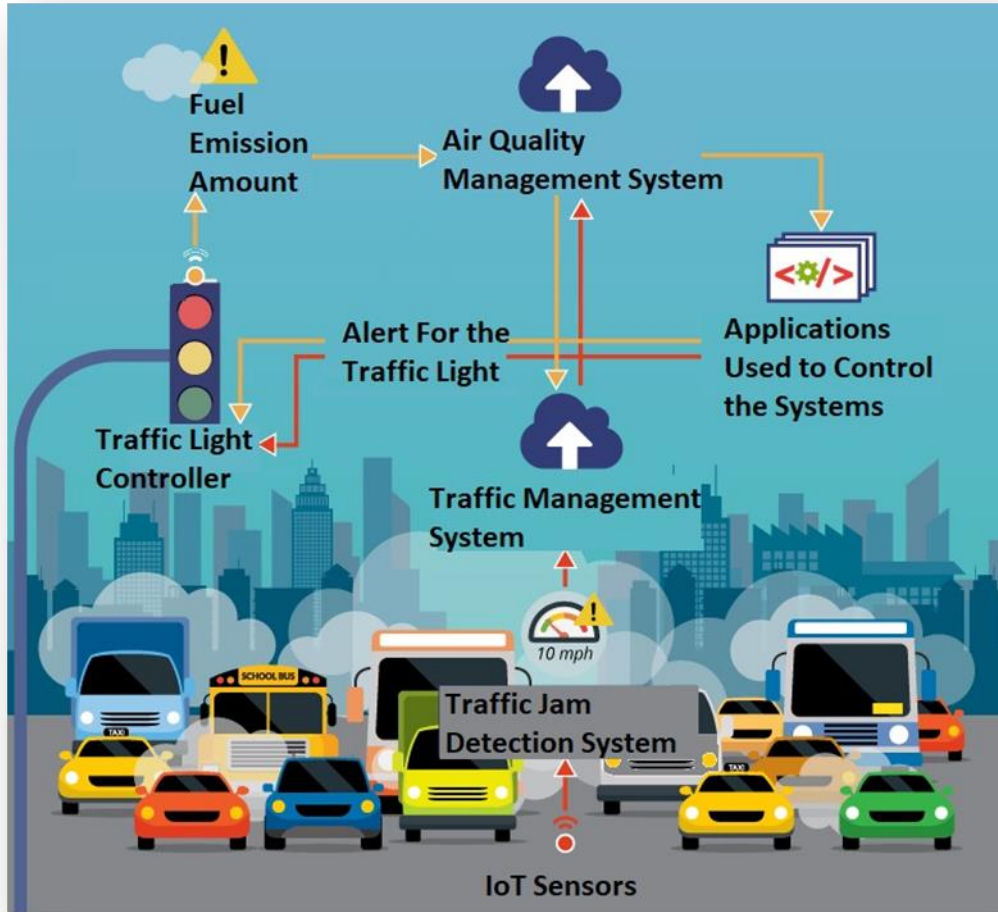 Fuel
Emission
Amount
Air Quality
Management System
</>
Alert For the
Traffic Light
Applications
Used to Control
the Systems
Traffic Light
Controller
Traffic Management
System
10 mph
SCHOOL BUS
Traffic Jam
Detection System
TAXI
TAXI
IoT Sensors